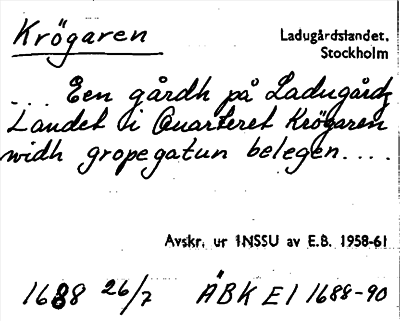 Krögaren
Ladugårdslandet.
Stockholm
... Een gårdh på Ladugårdz
Landet i Quarteret Krögaren
widh gropegatun belegen....
Avskr. ur 1NSSU av E.B. 1958-61
1688 26/7 ÄBK E1 1688-90